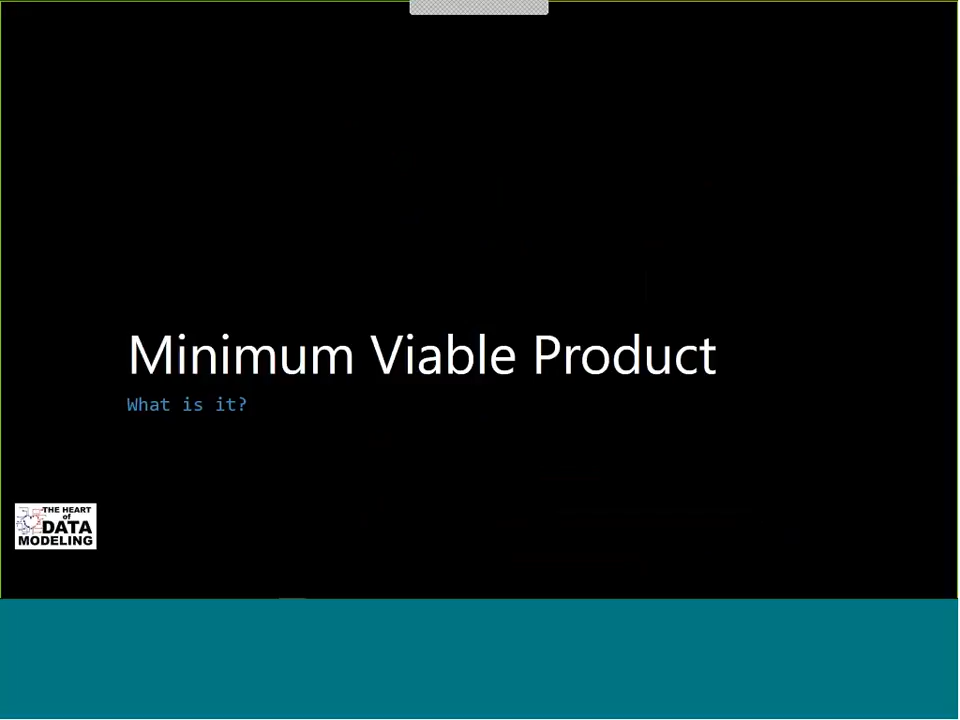 Minimum Viable Product
What is it?
THE HEART
of
DATA
MODELING